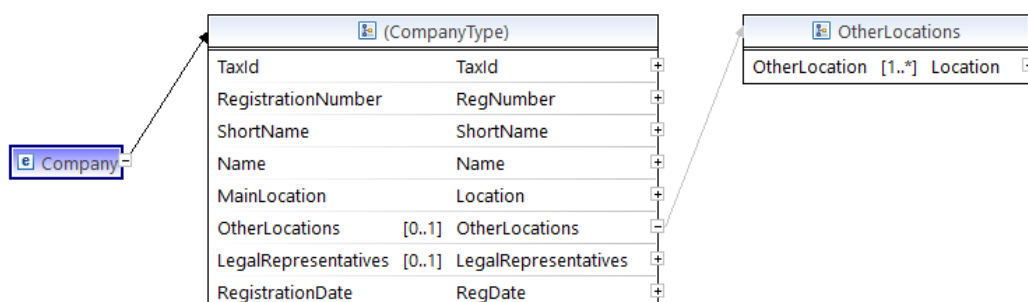 (CompanyType)
OtherLocations
TaxId TaxId
OtherLocation [1..*] Location
RegistrationNumber RegNumber
ShortName ShortName
e Company
Name Name
MainLocation Location
OtherLocations [0..1] OtherLocations
LegalRepresentatives [0..1] LegalRepresentatives
RegistrationDate RegDate